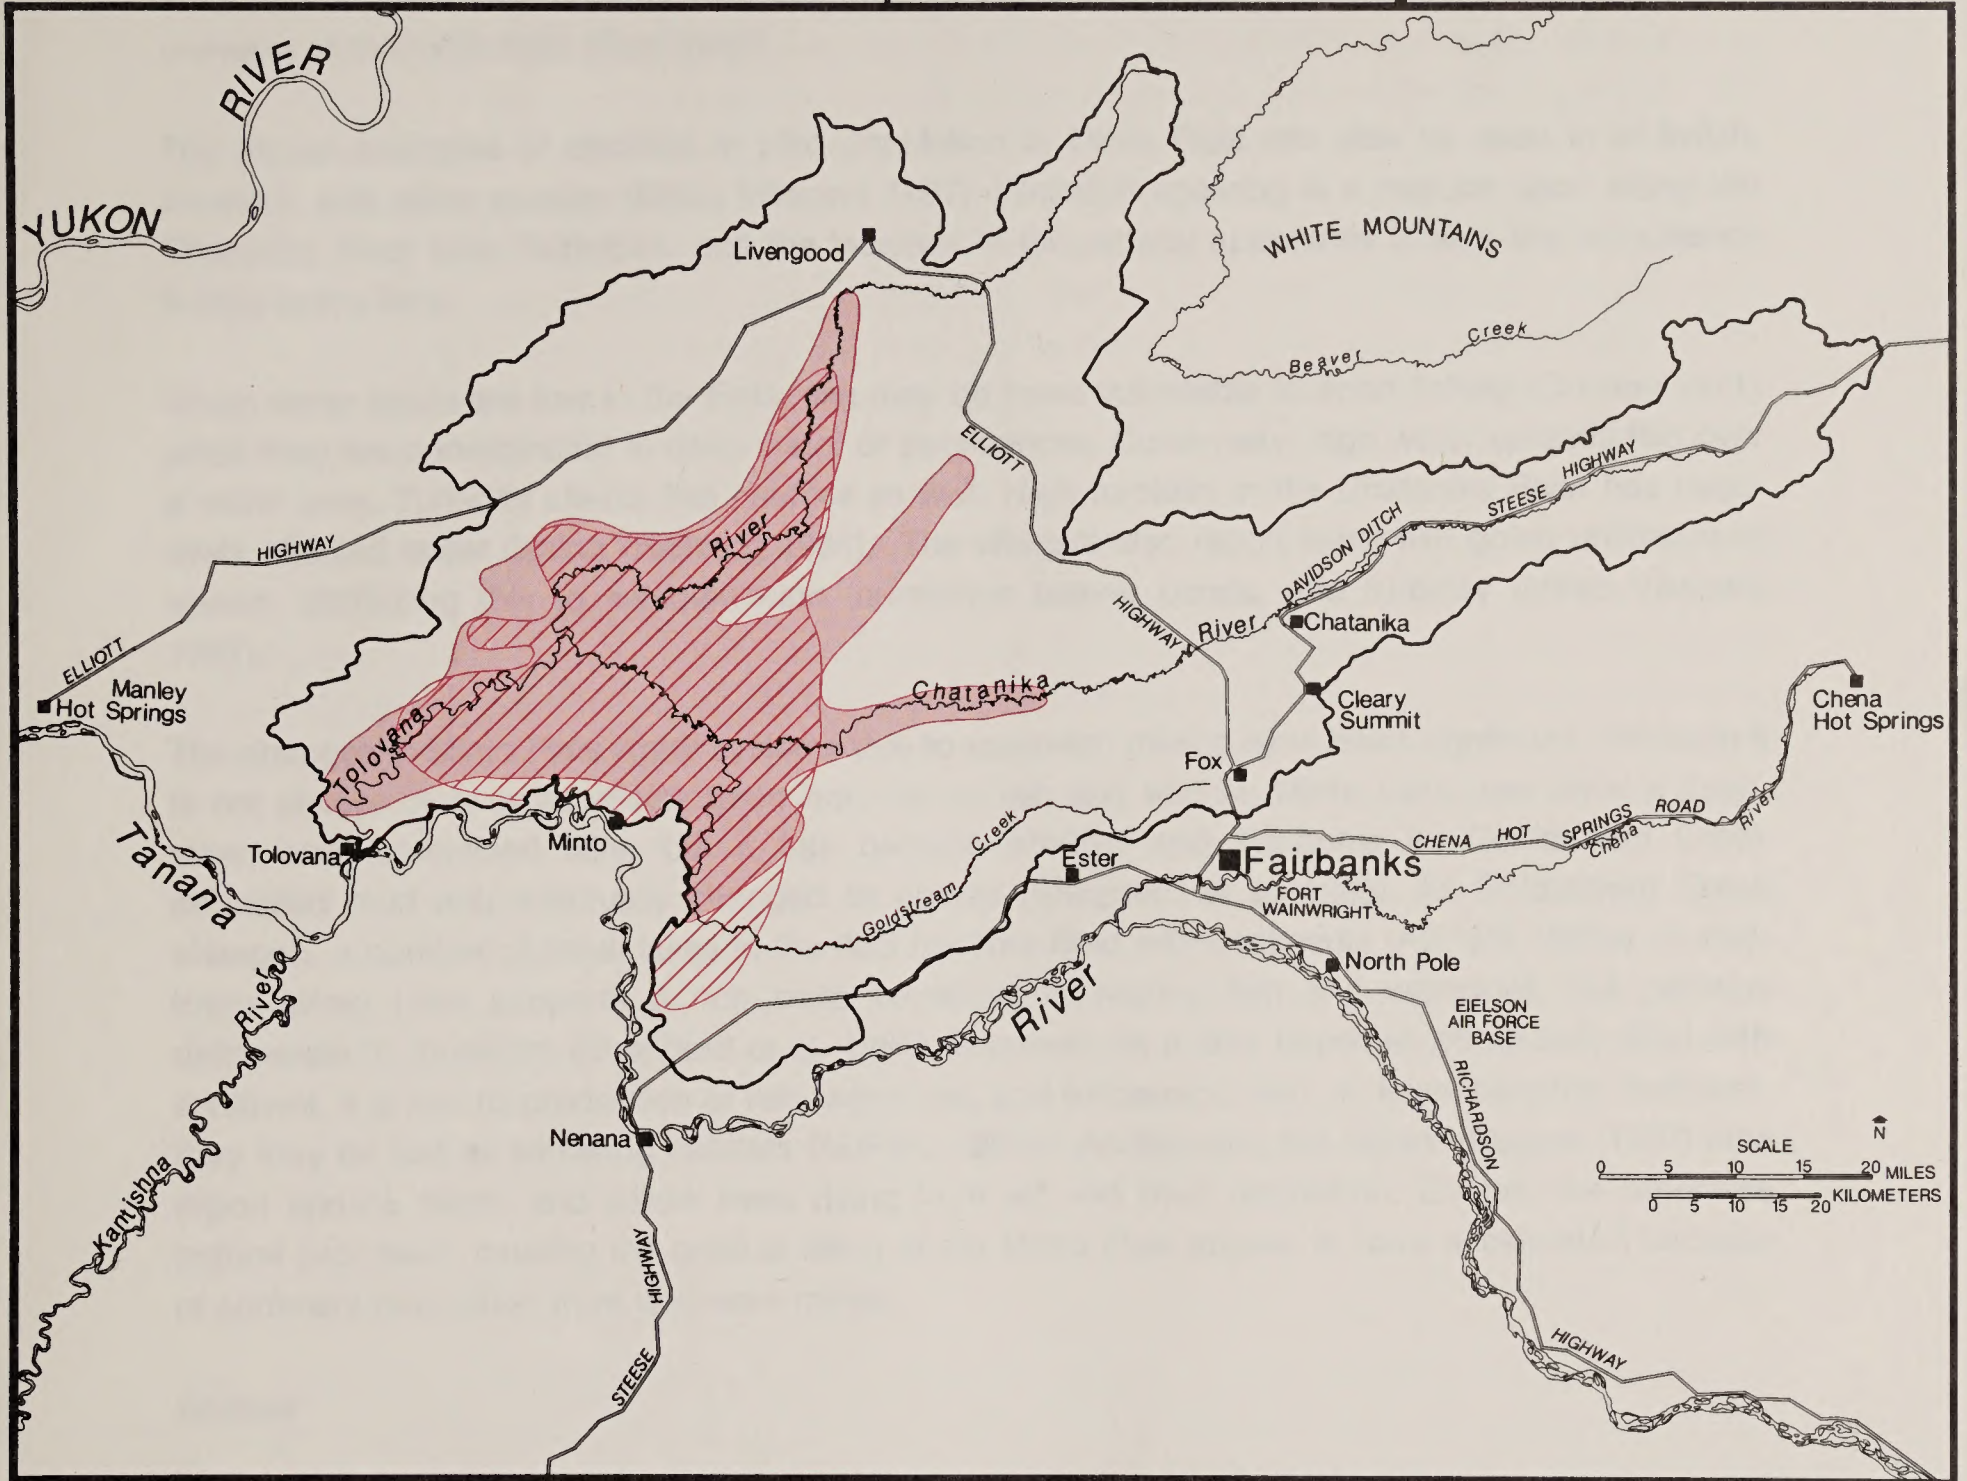 YUKON
RIVER
Livengood
WHITE MOUNTAINS
Beaver Creek
ELLIOTT
HIGHWAY
STEESE HIGHWAY
DAVIDSON DITCH
River
HIGHWAY
ELLIOTT
HIGHWAY
River
Chatanika
Manley
Hot Springs
Chatanika
Cleary
Summit
Chena
Hot Springs
Tolovana
Fox
Tanana
Tolovana
Minto
Creek
Goldstream
Ester
Fairbanks
CHENA HOT SPRINGS ROAD
Chena River
FORT
WAINWRIGHT
North Pole
River
River
EIELSON
AIR FORCE
BASE
RICHARDSON
Nenana
Kantishna
N
SCALE
0 5 10 15 20 MILES
KILOMETERS
0 5 10 15 20
HIGHWAY
HIGHWAY
STEESE